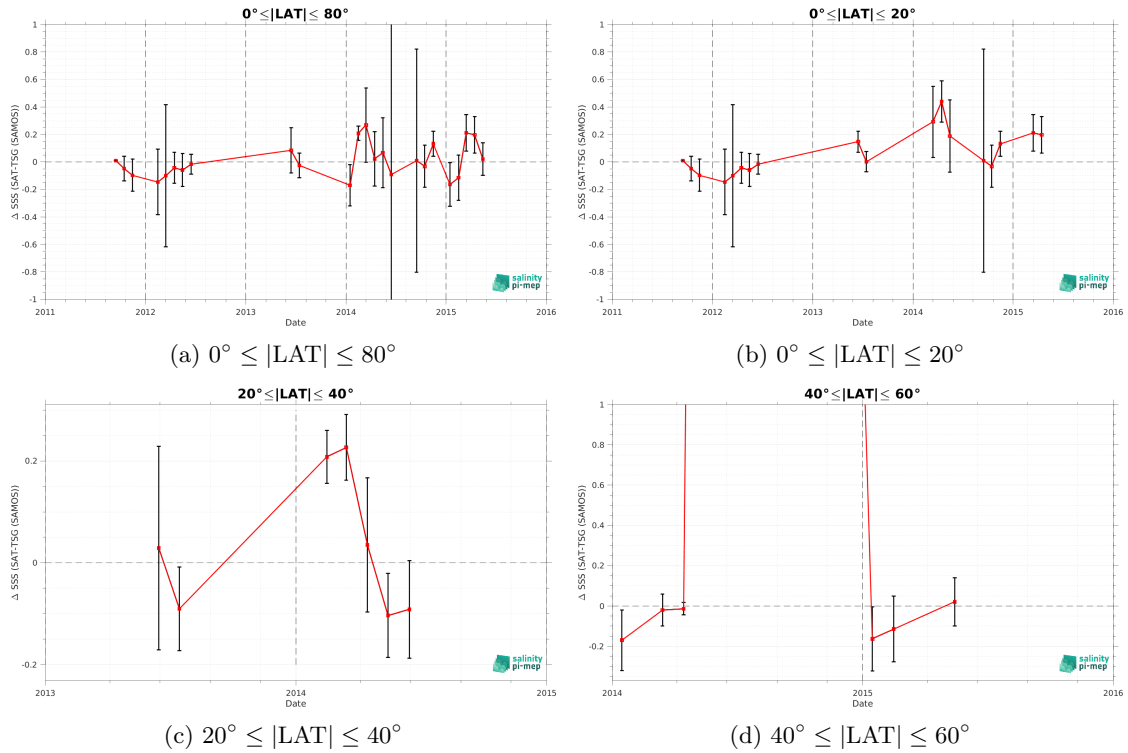 0°≤|LAT|≤ 80°
1
0.8
0.6
0.4
0.2
0
-0.2
-0.4
-0.6
-0.8
-1
Δ SSS (SAT-TSG (SAMOS))
2011
2012
2013
2014
2015
2016
Date
salinity
pi-mep
(a) 0° ≤ |LAT| ≤ 80°
0°≤|LAT|≤ 20°
1
0.8
0.6
0.4
0.2
0
-0.2
-0.4
-0.6
-0.8
-1
Δ SSS (SAT-TSG (SAMOS))
2011
2012
2013
2014
2015
2016
Date
salinity
pi-mep
(b) 0° ≤ |LAT| ≤ 20°
20°≤|LAT|≤ 40°
0.2
0
-0.2
Δ SSS (SAT-TSG (SAMOS))
2013
2014
2015
Date
salinity
pi-mep
(c) 20° ≤ |LAT| ≤ 40°
40°≤|LAT|≤ 60°
1
0.8
0.6
0.4
0.2
0
-0.2
Δ SSS (SAT-TSG (SAMOS))
2014
2015
2016
Date
salinity
pi-mep
(d) 40° ≤ |LAT| ≤ 60°